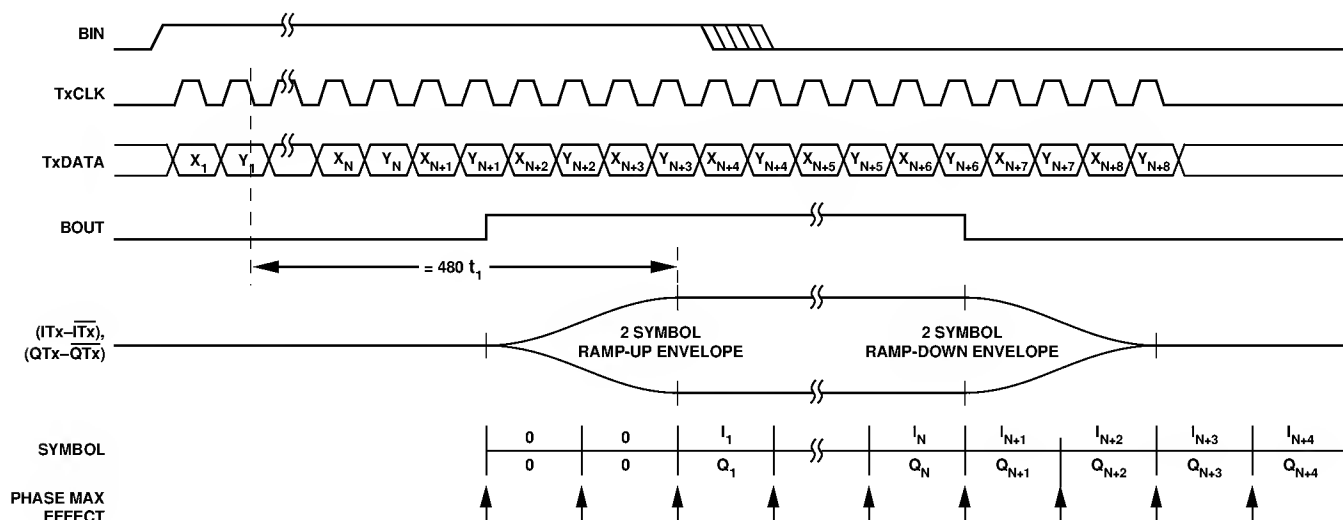 BIN
TxCLK
TxDATA X1 Y1 XN YN XN+1 YN+1 XN+2 YN+2 XN+3 YN+3 XN+4 YN+4 XN+5 YN+5 XN+6 YN+6 XN+7 YN+7 XN+8 YN+8
BOUT
= 480 t1
(ITx–I̅T̅x̅),
(QTx–Q̅T̅x̅)
2 SYMBOL
RAMP-UP ENVELOPE
2 SYMBOL
RAMP-DOWN ENVELOPE
SYMBOL
0 0 I1 IN IN+1 IN+2 IN+3 IN+4
0 0 Q1 QN QN+1 QN+2 QN+3 QN+4
PHASE MAX
EFFECT